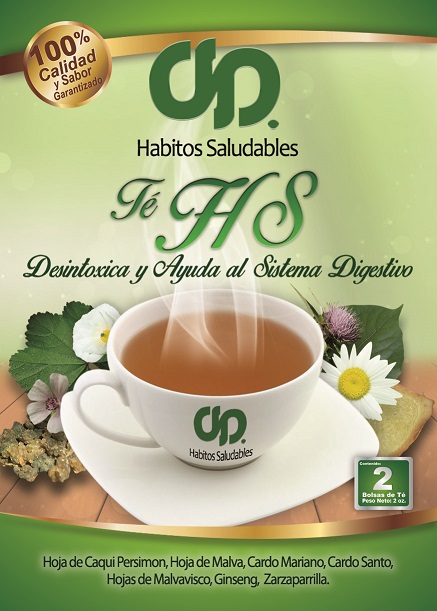 100%
Calidad
y Sabor
Garantizado
Habitos Saludables
Té HS
Desintoxica y Ayuda al Sistema Digestivo
Habitos Saludables
Contenido:
2
Bolsas de Té
Peso Neto: 2 oz.
Hoja de Caqui Persimon, Hoja de Malva, Cardo Mariano, Cardo Santo,
Hojas de Malvavisco, Ginseng, Zarzaparrilla.